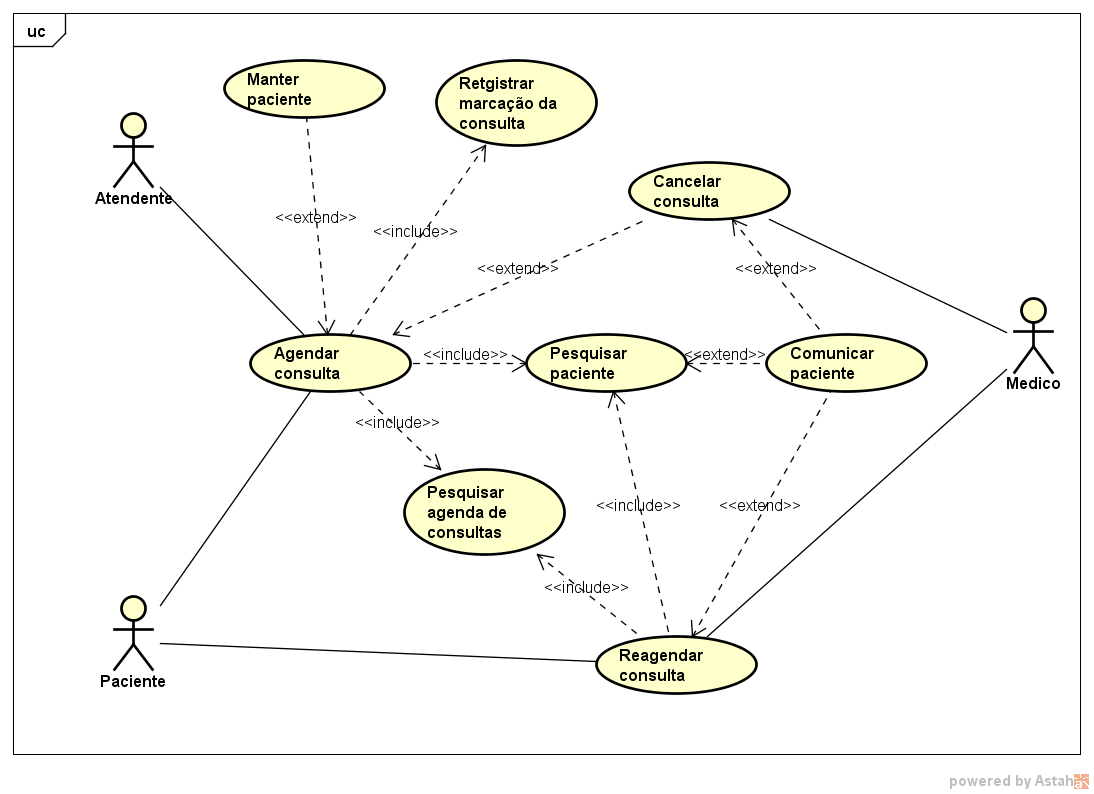 uc
Manter
paciente
Retgistrar
marcação da
consulta
Atendente
Cancelar
consulta
<<extend>>
<<include>>
<<extend>>
<<extend>>
Agendar
consulta
<<include>>
Pesquisar
paciente
<<extend>>
Comunicar
paciente
Medico
<<include>>
Pesquisar
agenda de
consultas
<<include>>
<<extend>>
<<include>>
Paciente
Reagendar
consulta
powered by Astah